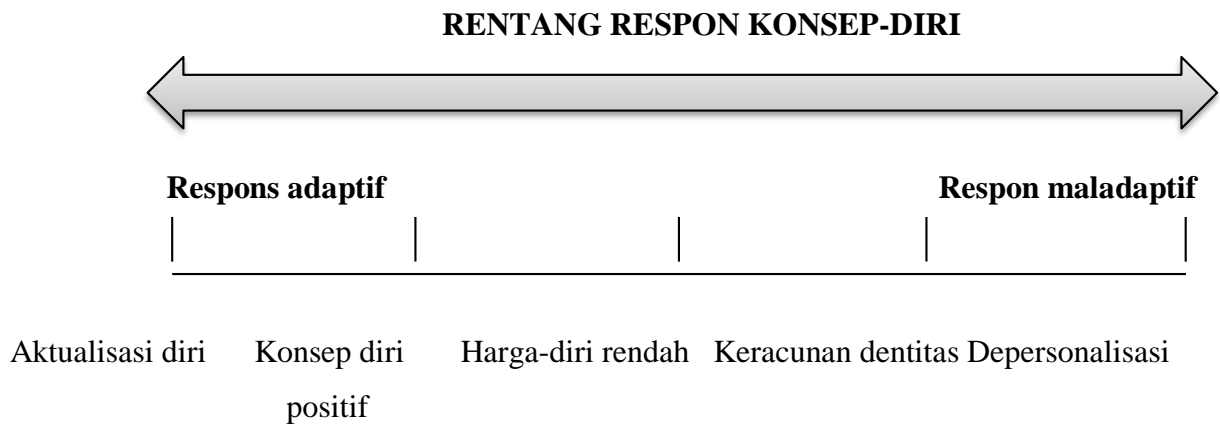 RENTANG RESPON KONSEP-DIRI
Respons adaptif Respon maladaptif
Aktualisasi diri Konsep diri Harga-diri rendah Keracunan dentitas Depersonalisasi
positif